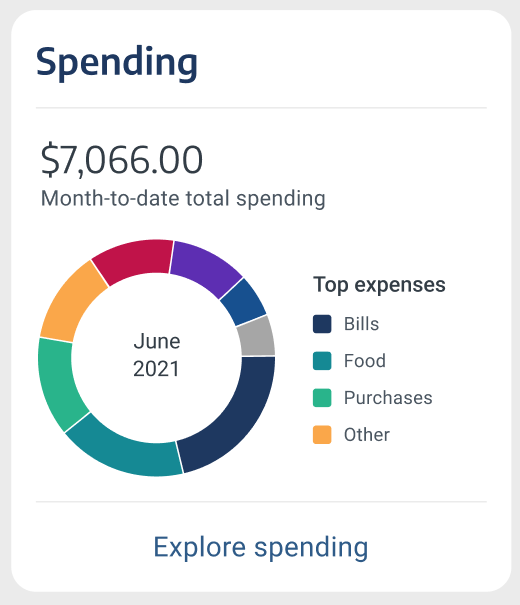 Spending
$7,066.00
Month-to-date total spending
June
2021
Top expenses
Bills
Food
Purchases
Other
Explore spending